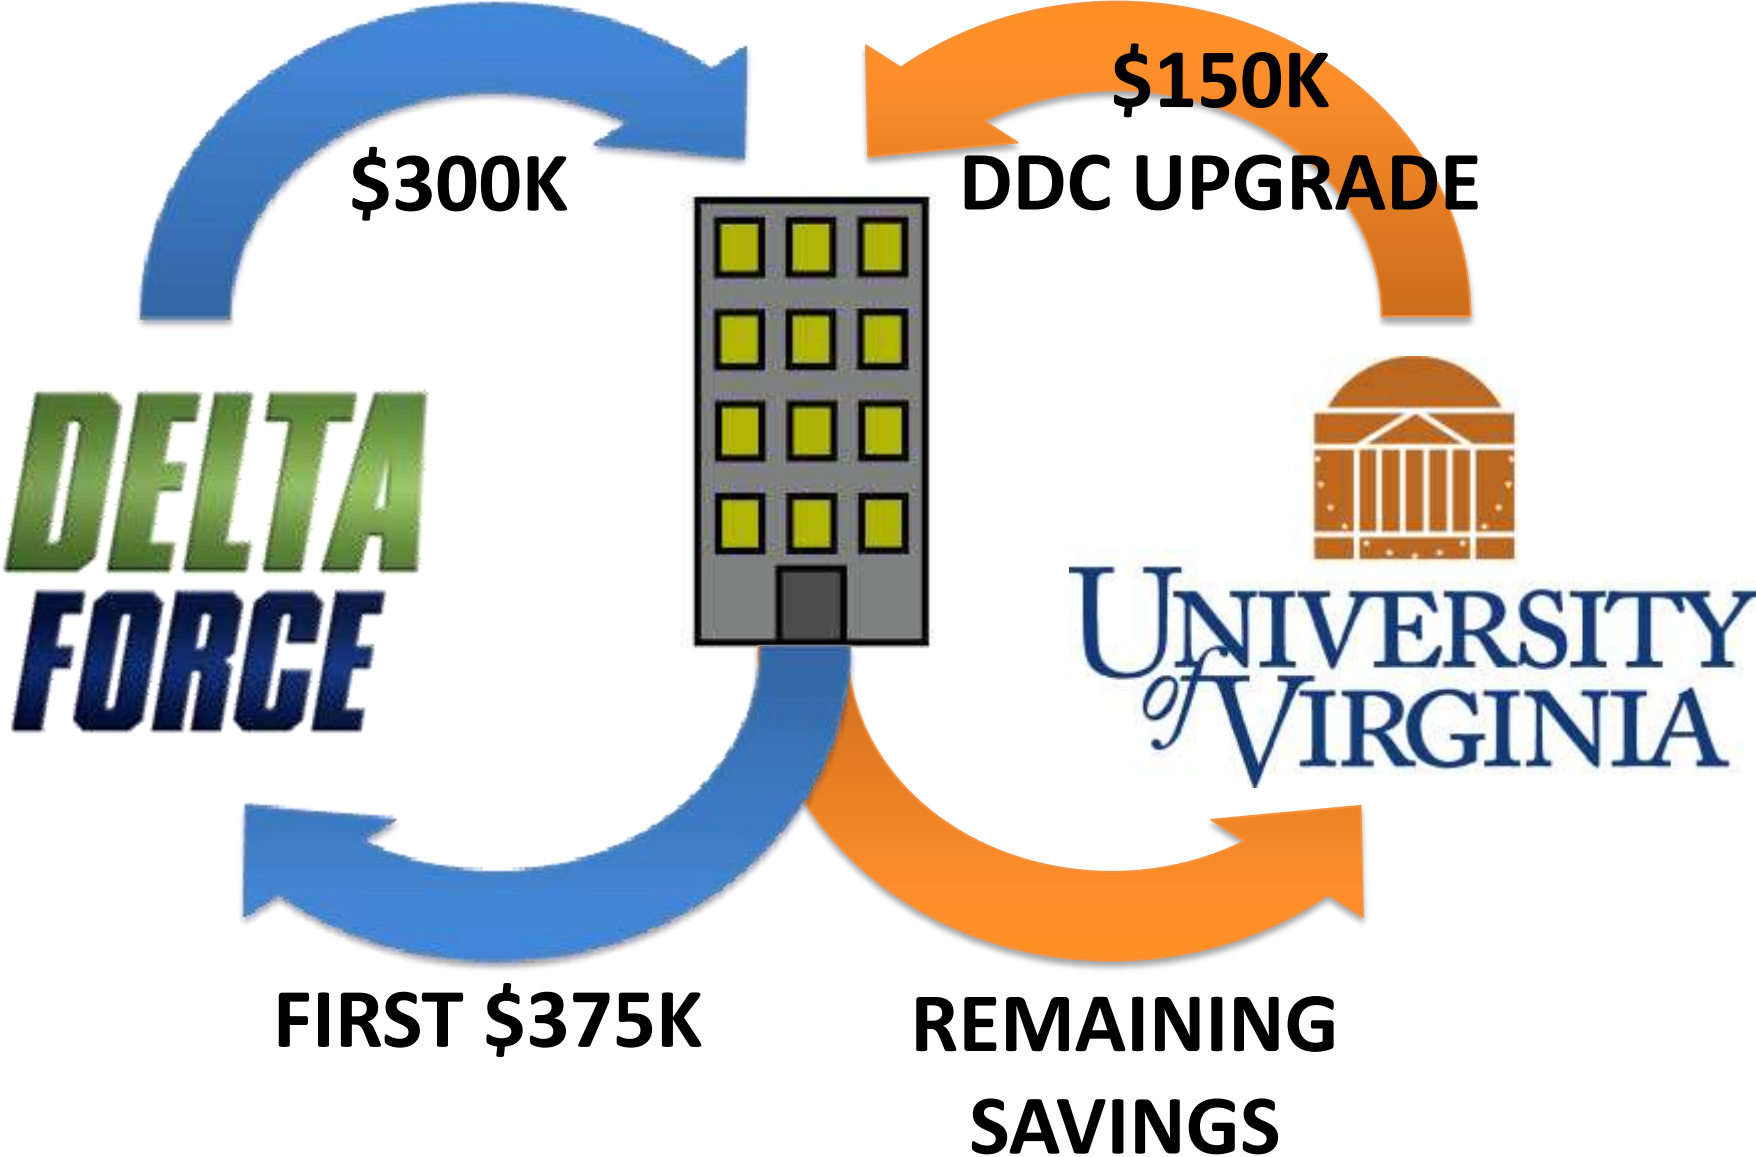 $150K
$300K
DDC UPGRADE
DELTA
FORCE
UNIVERSITY
of VIRGINIA
FIRST $375K
REMAINING
SAVINGS